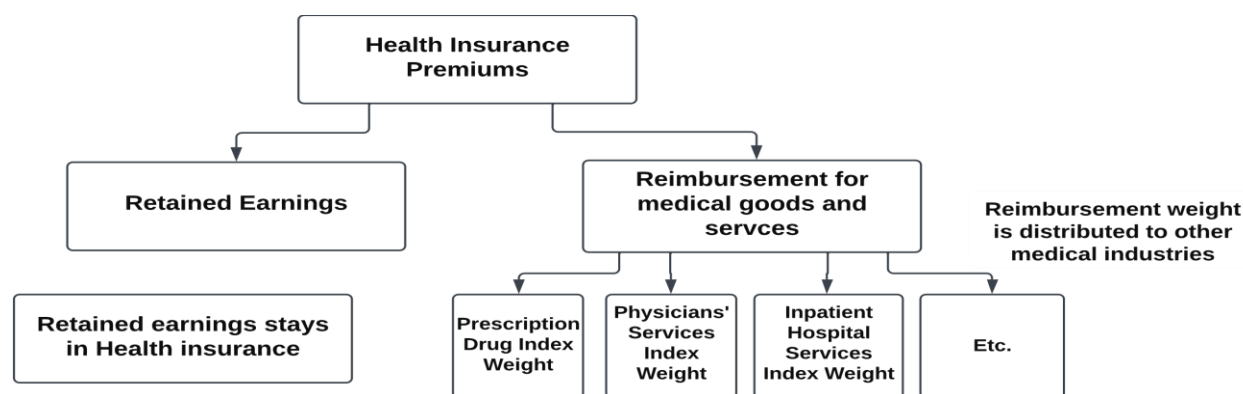 Health Insurance
Premiums
Retained Earnings
Reimbursement for
medical goods and
servces
Reimbursement weight
is distributed to other
medical industries
Retained earnings stays
in Health insurance
Prescription
Drug Index
Weight
Physicians'
Services
Index
Weight
Inpatient
Hospital
Services
Index Weight
Etc.